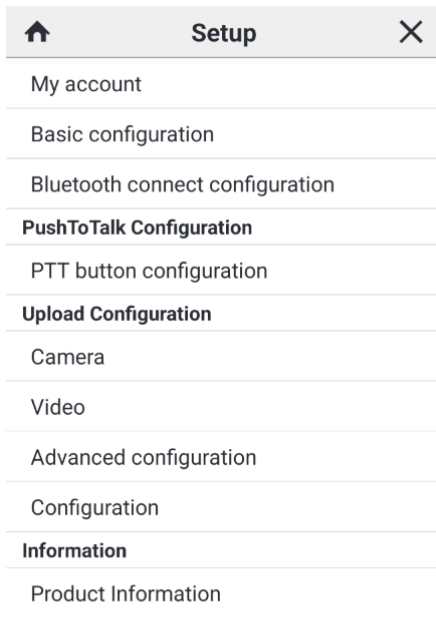 Setup
My account
Basic configuration
Bluetooth connect configuration
PushToTalk Configuration
PTT button configuration
Upload Configuration
Camera
Video
Advanced configuration
Configuration
Information
Product Information